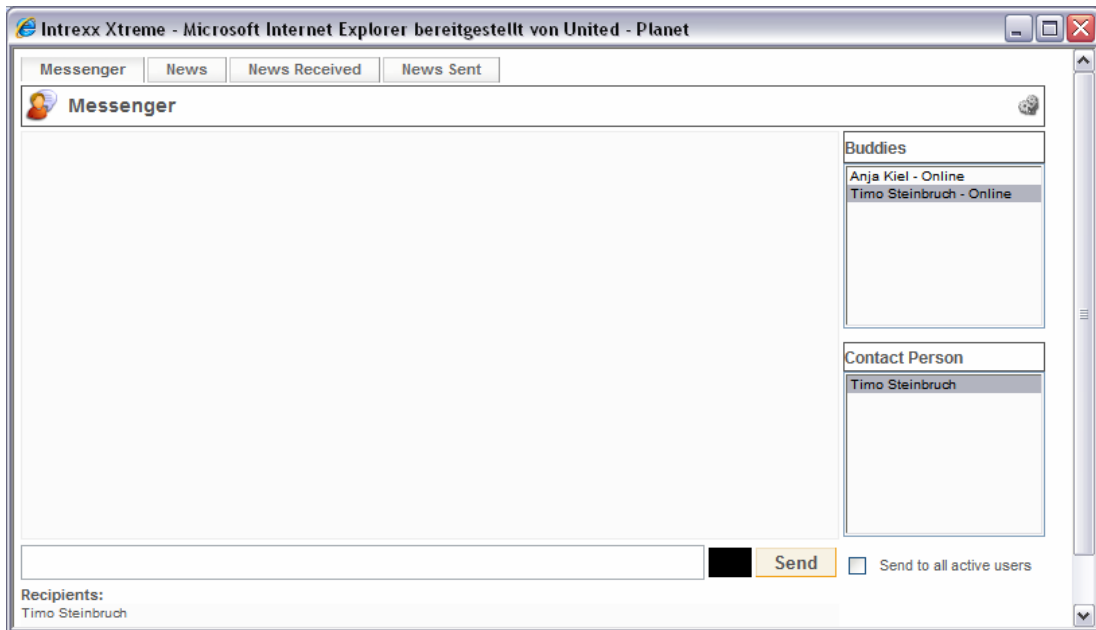 Intrexx Xtreme - Microsoft Internet Explorer bereitgestellt von United - Planet
Messenger
News
News Received
News Sent
Messenger
Buddies
Anja Kiel - Online
Timo Steinbruch - Online
Contact Person
Timo Steinbruch
Send
Send to all active users
Recipients:
Timo Steinbruch